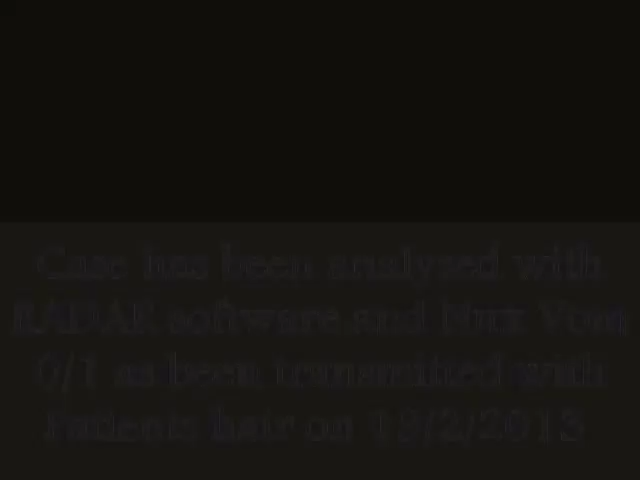 Case has been analysed with
RADAR software and Nux Vom
0/1 as been transmitted with
Patients hair on 19/2/2013